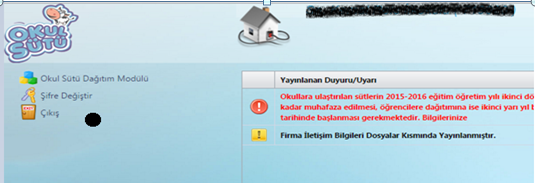 OKUL
SÜTÜ
Okul Sütü Dağıtım Modülü
Şifre Değiştir
Çıkış
Yayınlanan Duyuru/Uyarı
Okullara ulaştırılan sütlerin 2015-2016 eğitim öğretim yılı ikinci dö
kadar muhafaza edilmesi, öğrencilere dağıtımına ise ikinci yarı yıl
tarihinde başlanması gerekmektedir. Bilgilerinize
Firma İletişim Bilgileri Dosyalar Kısmında Yayınlanmıştır.